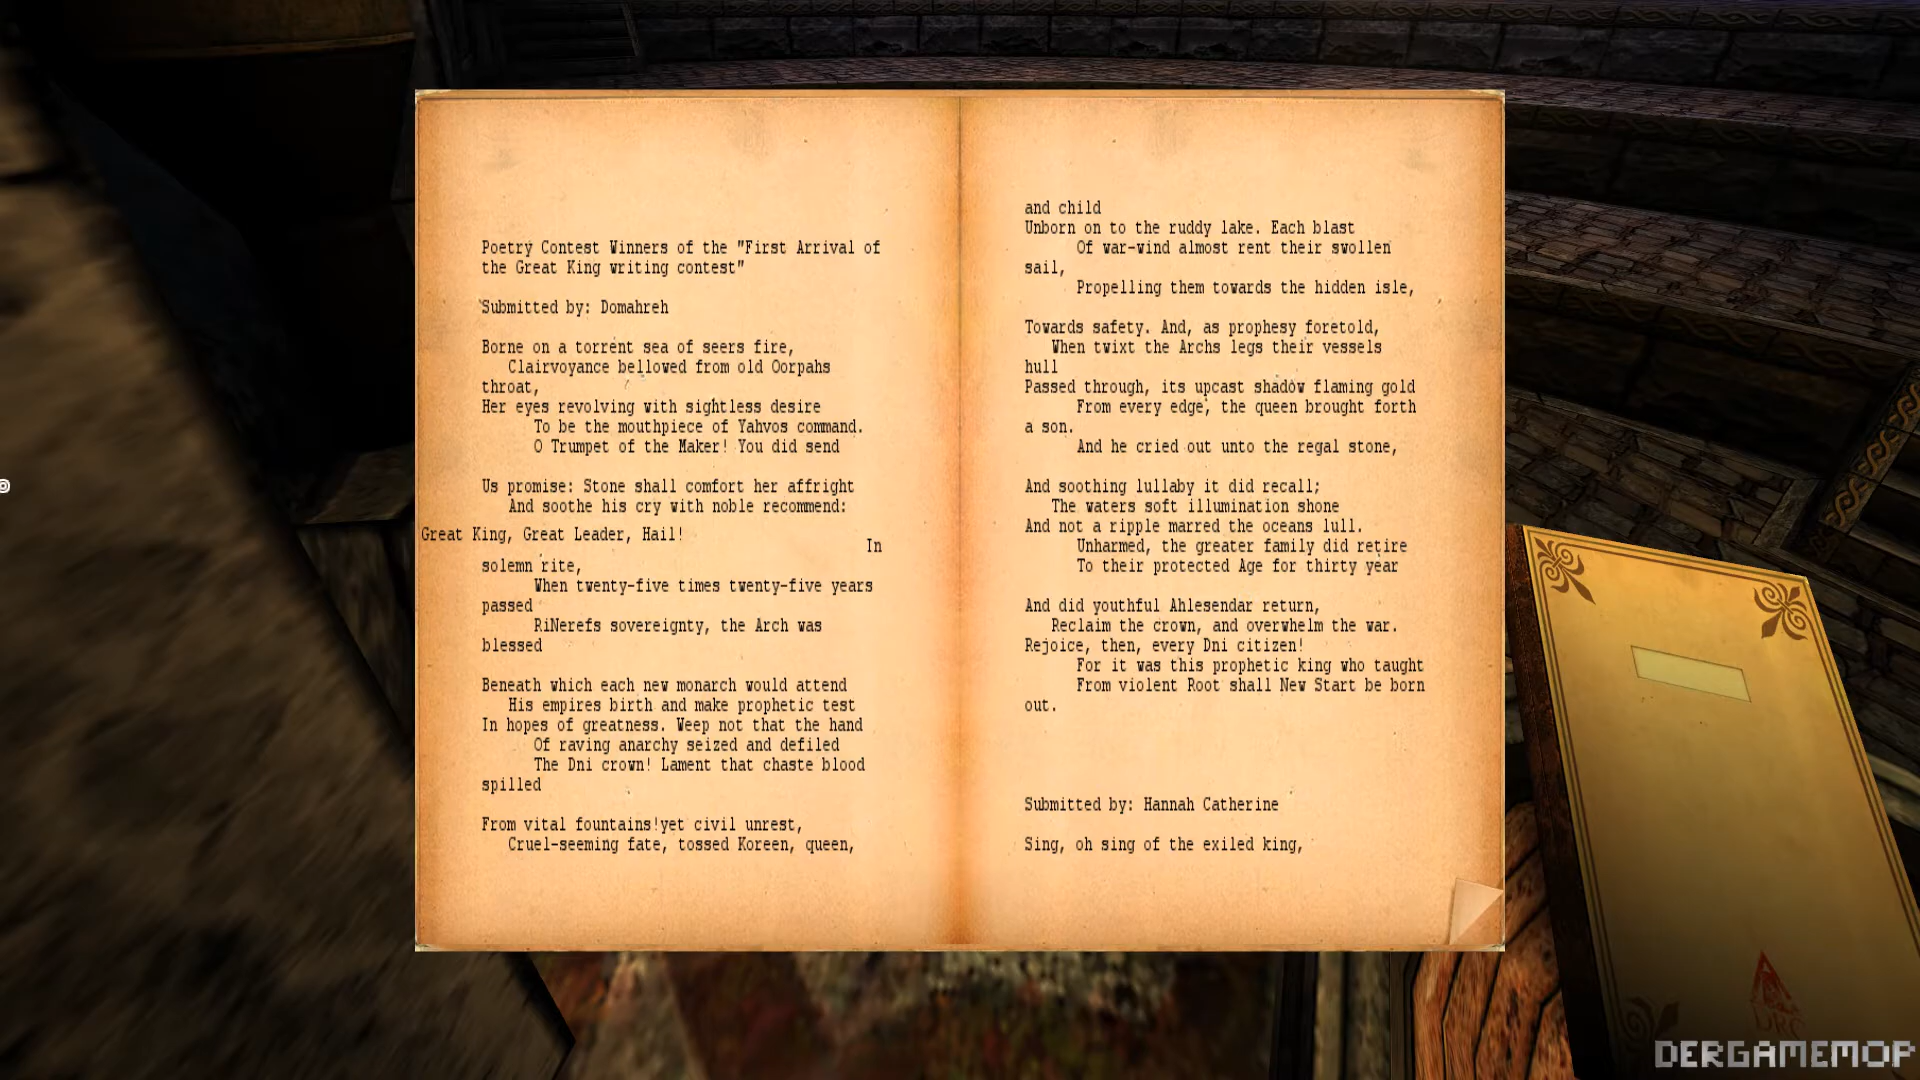 Poetry Contest Winners of the "First Arrival of
the Great King writing contest"
Submitted by: Domahreh
Borne on a torrent sea of seers fire,
Clairvoyance bellowed from old Oorpahs
throat,
Her eyes revolving with sightless desire
To be the mouthpiece of Yahvos command.
O Trumpet of the Maker! You did send
Us promise: Stone shall comfort her affright
And soothe his cry with noble recommend:
Great King, Great Leader, Hail!
In
solemn rite,
When twenty-five times twenty-five years
passed
RiNerefs sovereignty, the Arch was
blessed
Beneath which each new monarch would attend
His empires birth and make prophetic test
In hopes of greatness. Weep not that the hand
Of raving anarchy seized and defiled
The Dni crown! Lament that chaste blood
spilled
From vital fountains!yet civil unrest,
Cruel-seeming fate, tossed Koreen, queen,
and child
Unborn on to the ruddy lake. Each blast
Of war-wind almost rent their swollen
sail,
Propelling them towards the hidden isle,
Towards safety. And, as prophesy foretold,
When twixt the Archs legs their vessels
hull
Passed through, its upcast shadow flaming gold
From every edge, the queen brought forth
a son.
And he cried out unto the regal stone,
And soothing lullaby it did recall;
The waters soft illumination shone
And not a ripple marred the oceans lull.
Unharmed, the greater family did retire
To their protected Age for thirty year
And did youthful Ahlesendar return,
Reclaim the crown, and overwhelm the war.
Rejoice, then, every Dni citizen!
For it was this prophetic king who taught
From violent Root shall New Start be born
out.
Submitted by: Hannah Catherine
Sing, oh sing of the exiled king,
DRC
DERGAMEMOP